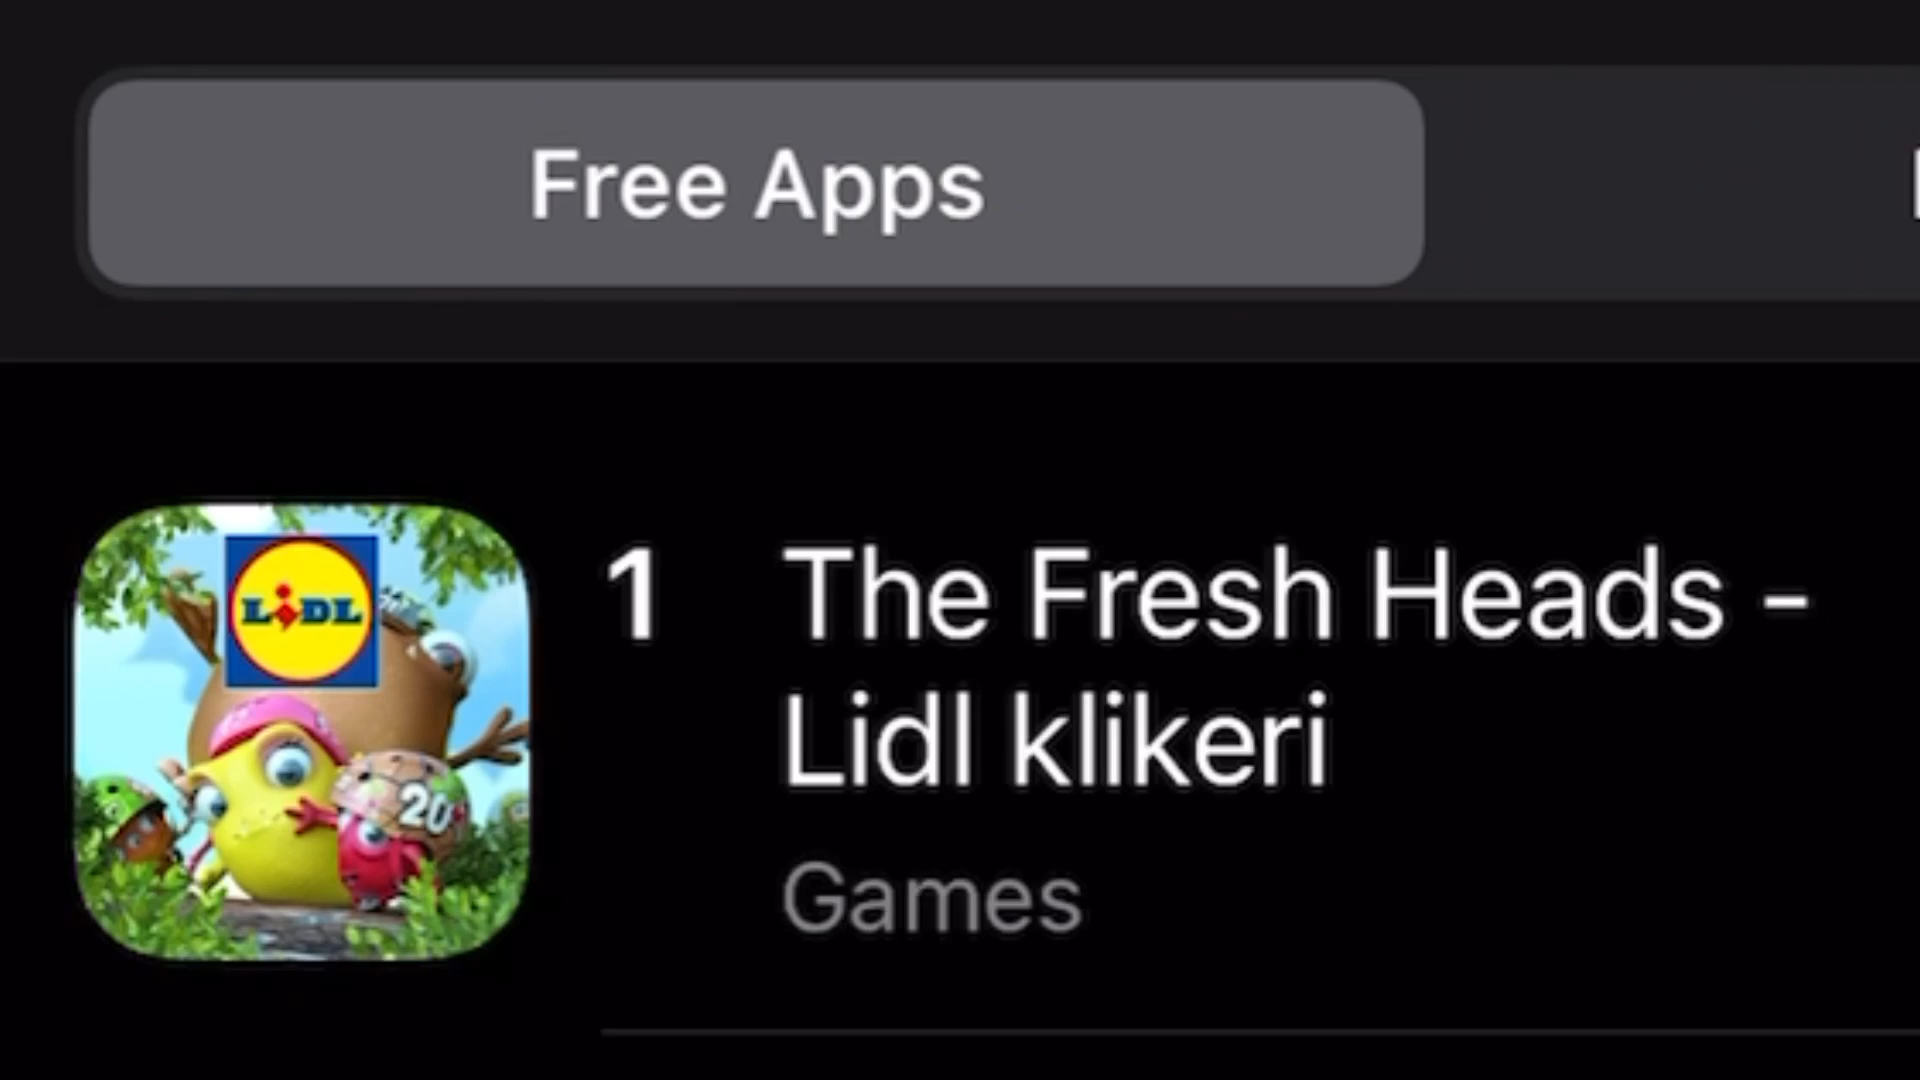 Free Apps
LIDL
1 The Fresh Heads -
Lidl klikeri
20
Games